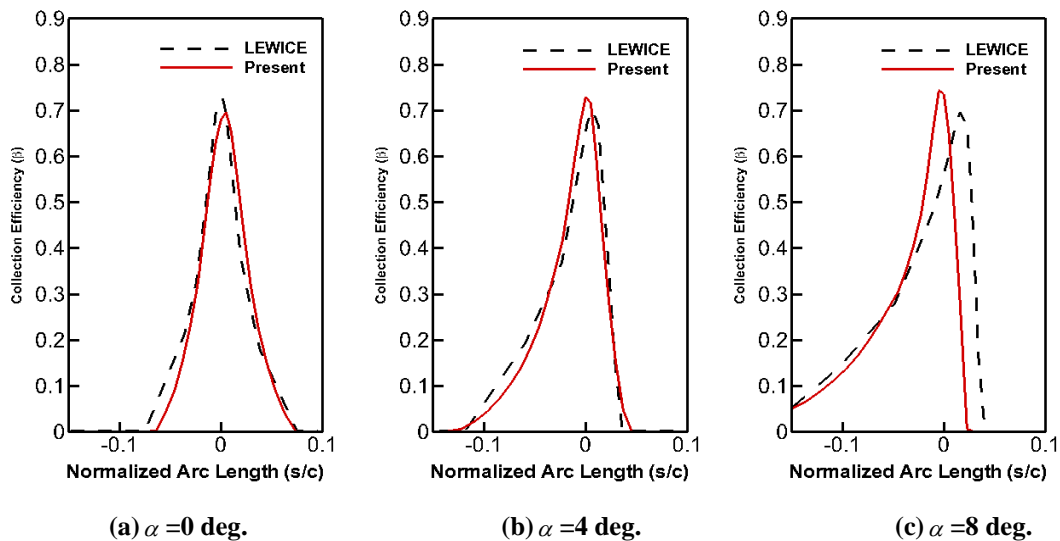 0.9
0.8
0.7
0.6
0.5
0.4
0.3
0.2
0.1
0
Collection Efficiency (β)
LEWICE
Present
-0.1
0
0.1
Normalized Arc Length (s/c)
(a) α =0 deg.
0.9
0.8
0.7
0.6
0.5
0.4
0.3
0.2
0.1
0
Collection Efficiency (β)
LEWICE
Present
-0.1
0
0.1
Normalized Arc Length (s/c)
(b) α =4 deg.
0.9
0.8
0.7
0.6
0.5
0.4
0.3
0.2
0.1
0
Collection Efficiency (β)
LEWICE
Present
-0.1
0
0.1
Normalized Arc Length (s/c)
(c) α =8 deg.